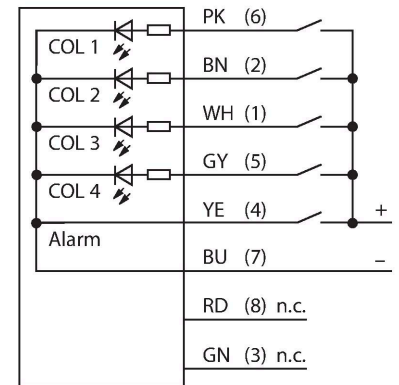 PK (6)
COL 1
BN (2)
COL 2
WH (1)
COL 3
GY (5)
COL 4
YE (4)
+
Alarm
BU (7)
–
RD (8) n.c.
GN (3) n.c.